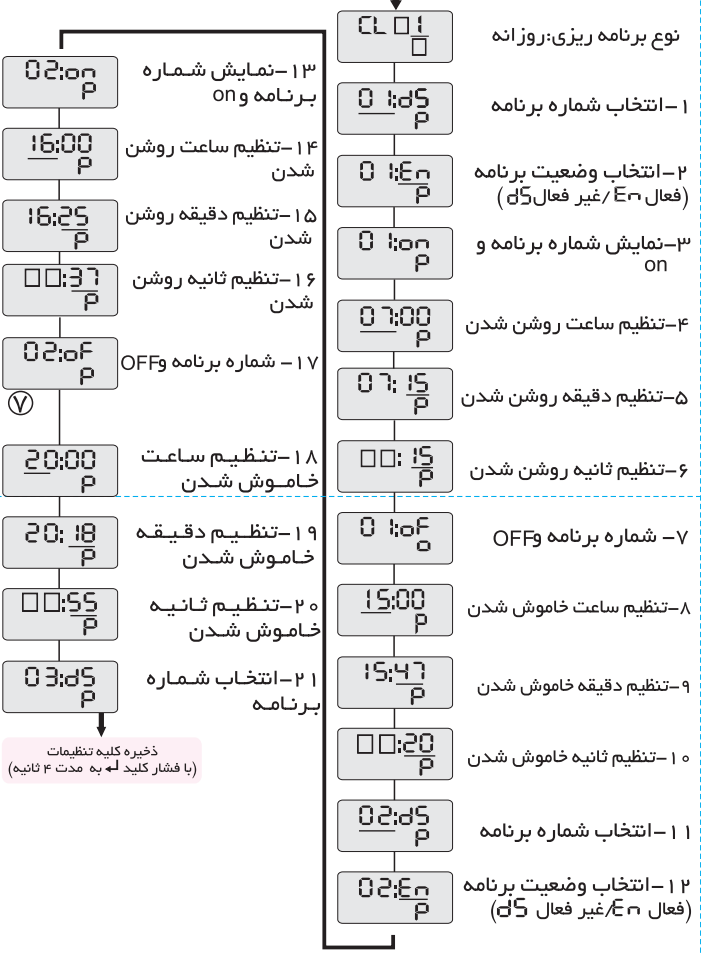 CL 01
نوع برنامه ریزی:روزانه
01:dS
P
۱-انتخاب شماره برنامه
01:En
P
۲-انتخاب وضعیت برنامه
(فعال En/غیر فعال dS)
01:on
P
۳-نمایش شماره برنامه و
on
07:00
P
۴-تنظیم ساعت روشن شدن
07:15
P
۵-تنظیم دقیقه روشن شدن
:15
P
۶-تنظیم ثانیه روشن شدن
01:oF
o
۷- شماره برنامه وOFF
15:00
P
۸-تنظیم ساعت خاموش شدن
15:47
P
۹-تنظیم دقیقه خاموش شدن
:20
P
۱۰-تنظیم ثانیه خاموش شدن
02:dS
P
۱۱-انتخاب شماره برنامه
02:En
P
۱۲-انتخاب وضعیت برنامه
(فعال En/غیر فعال dS)
02:on
P
۱۳-نمایش شماره
برنامه و on
16:00
P
۱۴-تنظیم ساعت روشن
شدن
16:25
P
۱۵-تنظیم دقیقه روشن
شدن
:37
P
۱۶-تنظیم ثانیه روشن
شدن
02:oF
P
۱۷- شماره برنامه وOFF
۷
20:00
P
۱۸-تنظیم ساعت
خاموش شدن
20:18
P
۱۹-تنظیم دقیقه
خاموش شدن
:55
P
۲۰-تنظیم ثانیه
خاموش شدن
03:dS
P
۲۱-انتخاب شماره
برنامه
ذخیره کلیه تنظیمات
(با فشار کلید ↵ به مدت ۴ ثانیه)